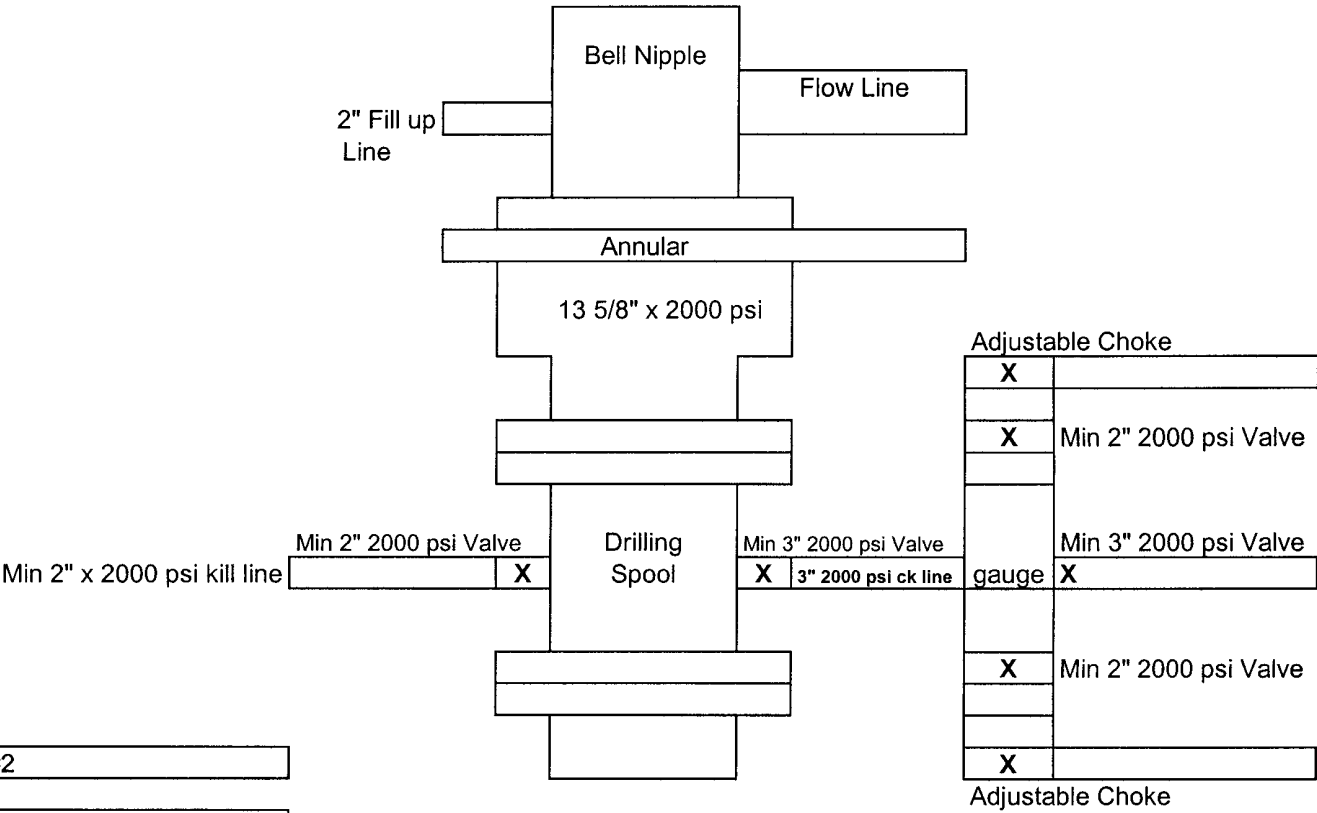 Bell Nipple
Flow Line
2" Fill up
Line
Annular
13 5/8" x 2000 psi
Adjustable Choke
X
X Min 2" 2000 psi Valve
Min 2" 2000 psi Valve
Drilling
Spool
Min 3" 2000 psi Valve
Min 3" 2000 psi Valve
Min 2" x 2000 psi kill line
X
X
3" 2000 psi ck line
gauge
X
X Min 2" 2000 psi Valve
2
X
Adjustable Choke